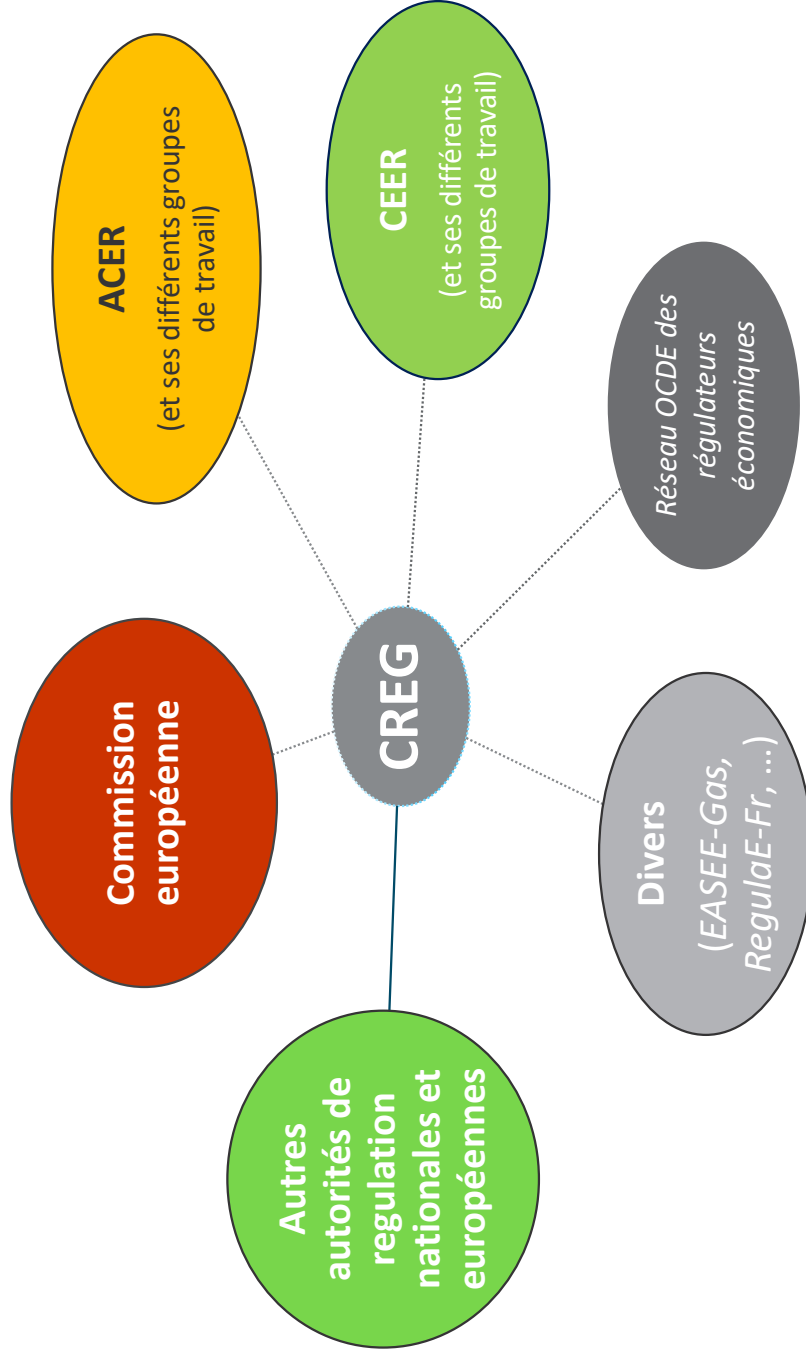 Commission
européenne
ACER
(et ses différents groupes
de travail)
Autres
autorités de
regulation
nationales et
européennes
CREG
CEER
(et ses différents
groupes de travail)
Divers
(EASEE-Gas,
RegulaE-Fr, ...)
Réseau OCDE des
régulateurs
économiques